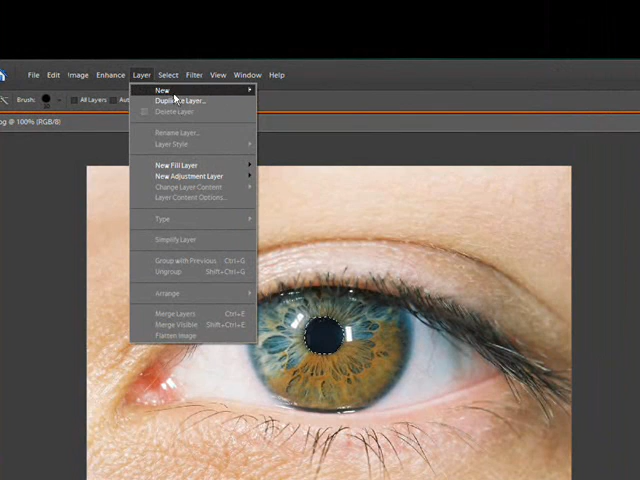 File Edit Image Enhance Layer Select Filter View Window Help
Brush: All Layers Aut
pg @ 100% (RGB/8)
New
Duplicate Layer...
Delete Layer
Rename Layer...
Layer Style
New Fill Layer
New Adjustment Layer
Change Layer Content
Layer Content Options...
Type
Simplify Layer
Group with Previous Ctrl+G
Ungroup Shift+Ctrl+G
Arrange
Merge Layers Ctrl+E
Merge Visible Shift+Ctrl+E
Flatten Image